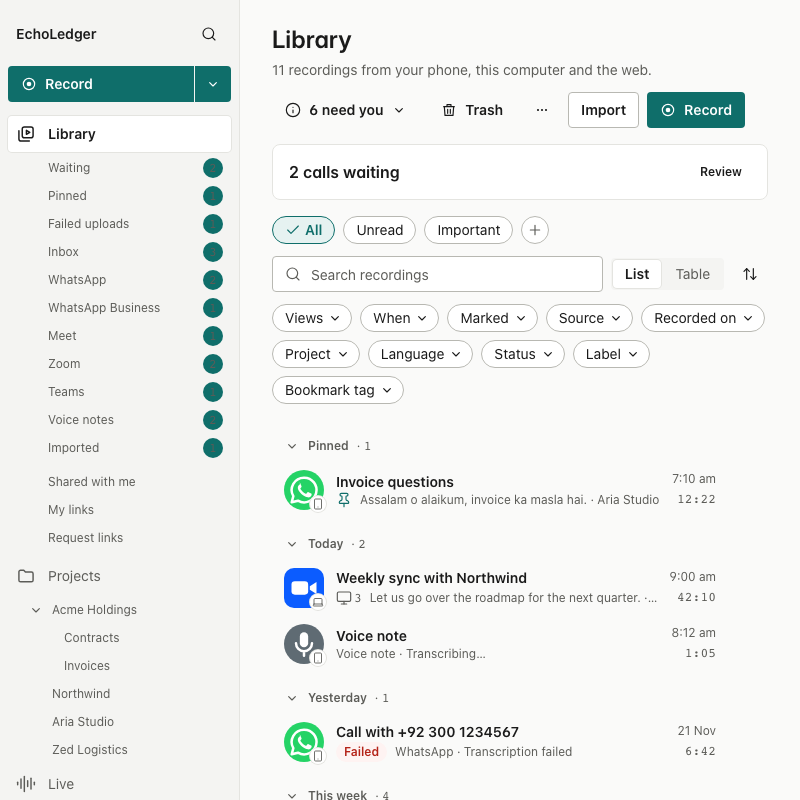 EchoLedger
Record
Library
Waiting
Pinned
Failed uploads
Inbox
WhatsApp
WhatsApp Business
Meet
Zoom
Teams
Voice notes
Imported
Shared with me
My links
Request links
Projects
Acme Holdings
Contracts
Invoices
Northwind
Aria Studio
Zed Logistics
Live
Library
11 recordings from your phone, this computer and the web.
6 need you
Trash
Import
Record
2 calls waiting
Review
All
Unread
Important
Search recordings
List
Table
Views
When
Marked
Source
Recorded on
Project
Language
Status
Label
Bookmark tag
Pinned · 1
Invoice questions
7:10 am
Assalam o alaikum, invoice ka masla hai. · Aria Studio
12:22
Today · 2
Weekly sync with Northwind
9:00 am
3 Let us go over the roadmap for the next quarter. ·...
42:10
Voice note
8:12 am
Voice note · Transcribing...
1:05
Yesterday · 1
Call with +92 300 1234567
21 Nov
Failed WhatsApp · Transcription failed
6:42
This week · 4